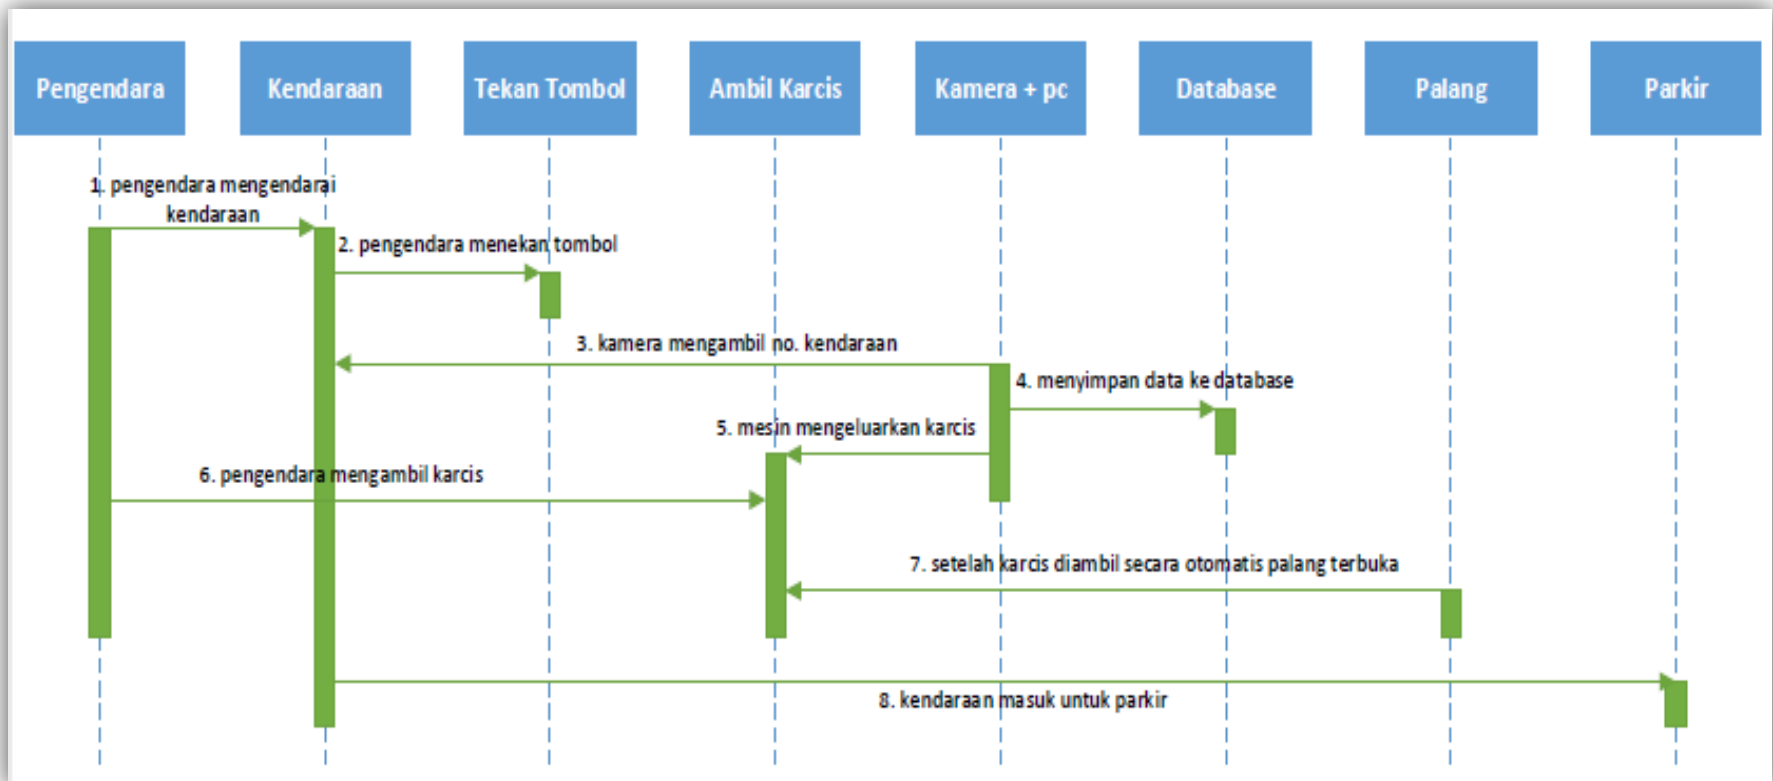 Pengendara
Kendaraan
Tekan Tombol
Ambil Karcis
Kamera + pc
Database
Palang
Parkir
1. pengendara mengendarai
kendaraan
2. pengendara menekan tombol
3. kamera mengambil no. kendaraan
4. menyimpan data ke database
5. mesin mengeluarkan karcis
6. pengendara mengambil karcis
7. setelah karcis diambil secara otomatis palang terbuka
8. kendaraan masuk untuk parkir